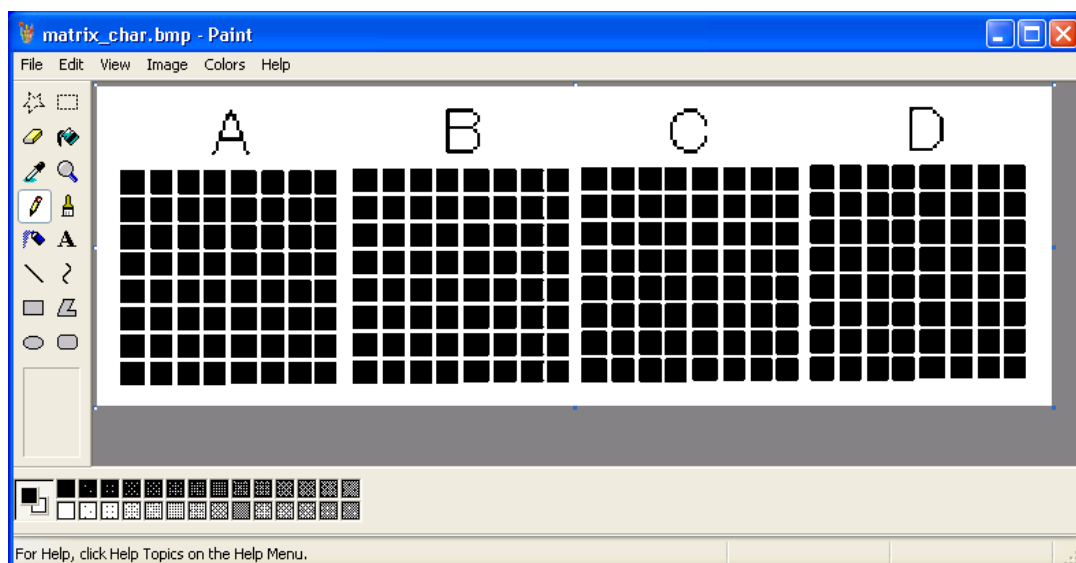 matrix_char.bmp - Paint
File Edit View Image Colors Help
A B C D
A
For Help, click Help Topics on the Help Menu.